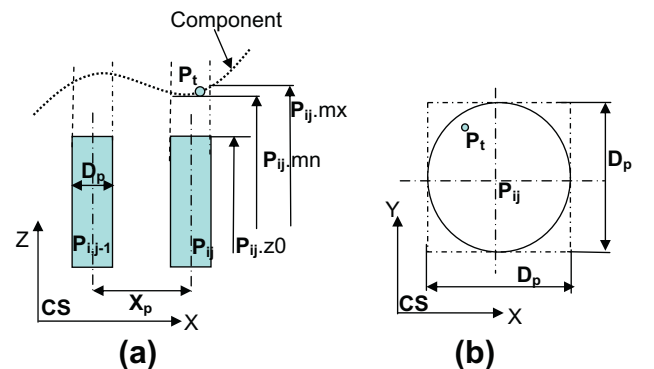 Component
Pt
Pij.mx
Pij.mn
Dp
Z
Pi,j-1
Pij
Pij.z0
Xp
CS
X
(a)
Pt
Dp
Pij
Y
Dp
CS
X
(b)